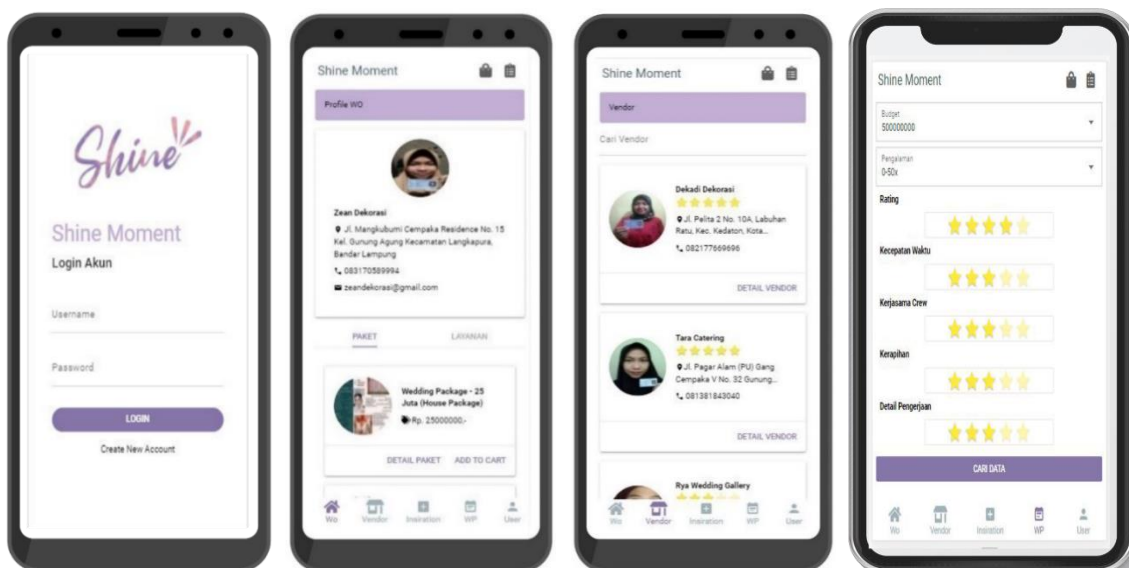 Shine
Shine Moment
Login Akun
Username
Password
LOGIN
Create New Account
Shine Moment
Profile WO
Zean Dekorasi
Jl. Mangkubumi Cempaka Residence No. 15
Kel. Gunung Agung Kecamatan Langkapura,
Bandar Lampung
083170589994
zeandekorasi@gmail.com
PAKET LAYANAN
Wedding Package - 25
Juta (House Package)
Rp. 25000000,-
DETAIL PAKET ADD TO CART
Wo Vendor Insiration WP User
Shine Moment
Vendor
Cari Vendor
Dekadi Dekorasi
Jl. Pelita 2 No. 10A, Labuhan
Ratu, Kec. Kedaton, Kota...
082177669696
DETAIL VENDOR
Tara Catering
Jl. Pagar Alam (PU) Gang
Cempaka V No. 32 Gunung...
081381843040
DETAIL VENDOR
Rya Wedding Gallery
Wo Vendor Insiration WP User
Shine Moment
Budget
500000000
Pengalaman
0-50x
Rating
Kecepatan Waktu
Kerjasama Crew
Kerapihan
Detail Pengerjaan
CARI DATA
Wo Vendor Insiration WP User